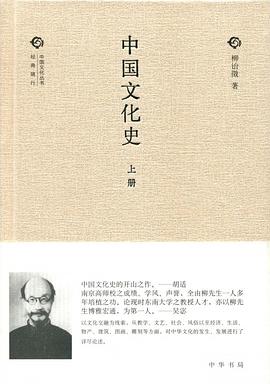 中国文化丛书
经典随行
柳诒徵 著
中国文化史
上册
中国文化史的开山之作。——胡适
南京高师校之成绩、学风、声誉，全由柳先生一人多
年培植之功。论现时东南大学之教授人才，亦以柳先
生博雅宏通，为第一人。——吴宓
以文化交融为线索，从教学、文艺、社会、风俗以至经济、生活、
物产、建筑、图画、雕刻等方面，对中华文化的发生、发展进行了
详尽论述。
中华书局